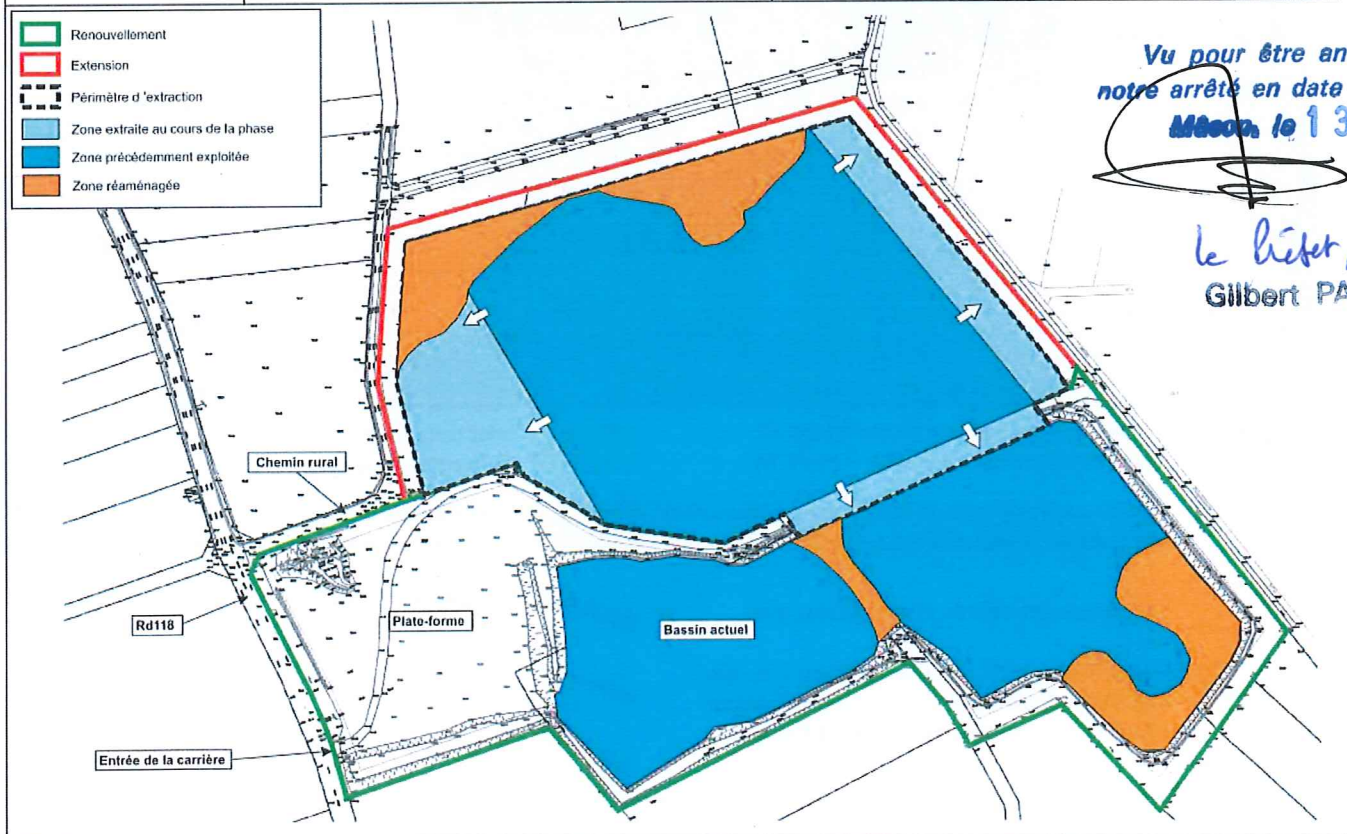 Renouvellement
Extension
Périmètre d'extraction
Zone extraite au cours de la phase
Zone précédemment exploitée
Zone réaménagée
Vu pour être an
notre arrêté en date
Mâcon, le 13
le Préfet,
Gilbert PA
Chemin rural
Rd118
Plate-forme
Bassin actuel
Entrée de la carrière